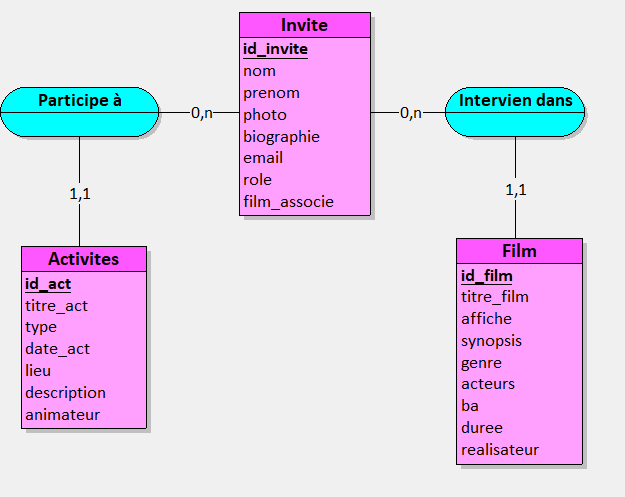 Invite
id_invite
nom
prenom
photo
biographie
email
role
film_associe
Participe à
0,n
0,n
Intervien dans
1,1
1,1
Activites
id_act
titre_act
type
date_act
lieu
description
animateur
Film
id_film
titre_film
affiche
synopsis
genre
acteurs
ba
duree
realisateur